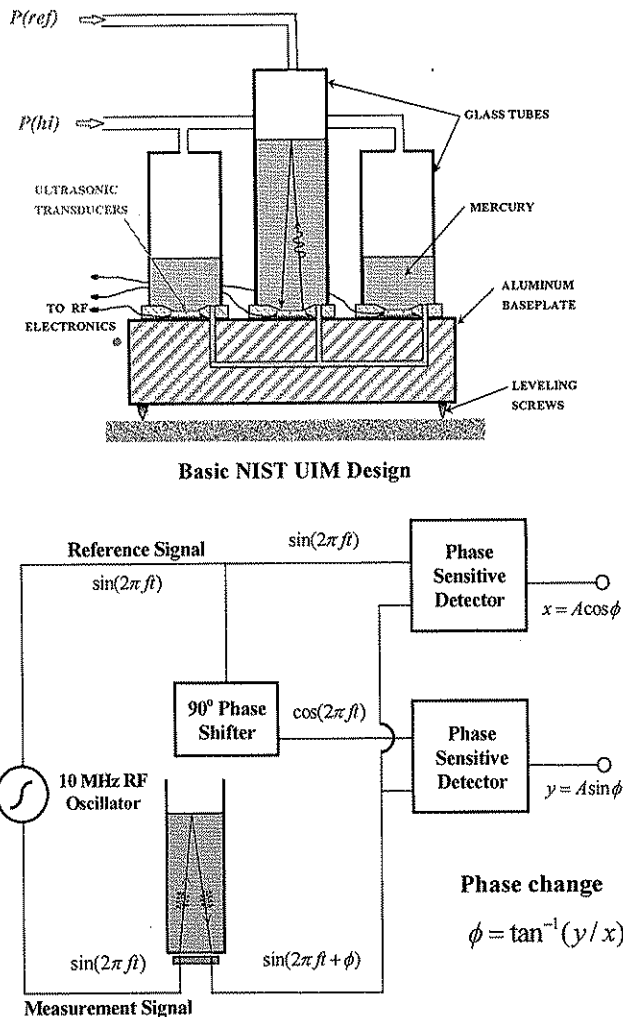 P(ref)
P(hi)
GLASS TUBES
ULTRASONIC
TRANSDUCERS
MERCURY
TO RF
ELECTRONICS
ALUMINUM
BASEPLATE
LEVELING
SCREWS
Basic NIST UIM Design
Reference Signal
sin(2π ft)
sin(2π ft)
Phase
Sensitive
Detector
x = A cos φ
90° Phase
Shifter
cos(2π ft)
Phase
Sensitive
Detector
y = A sin φ
10 MHz RF
Oscillator
Phase change
φ = tan⁻¹(y / x)
sin(2π ft)
sin(2π ft + φ)
Measurement Signal